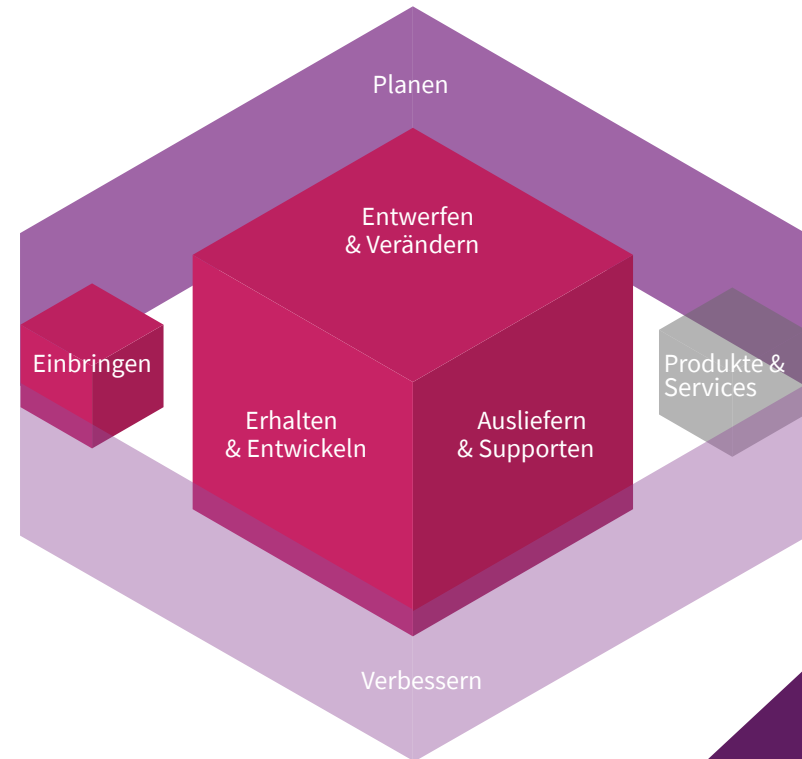 Planen
Entwerfen
& Verändern
Einbringen
Produkte &
Services
Erhalten
& Entwickeln
Ausliefern
& Supporten
Verbessern